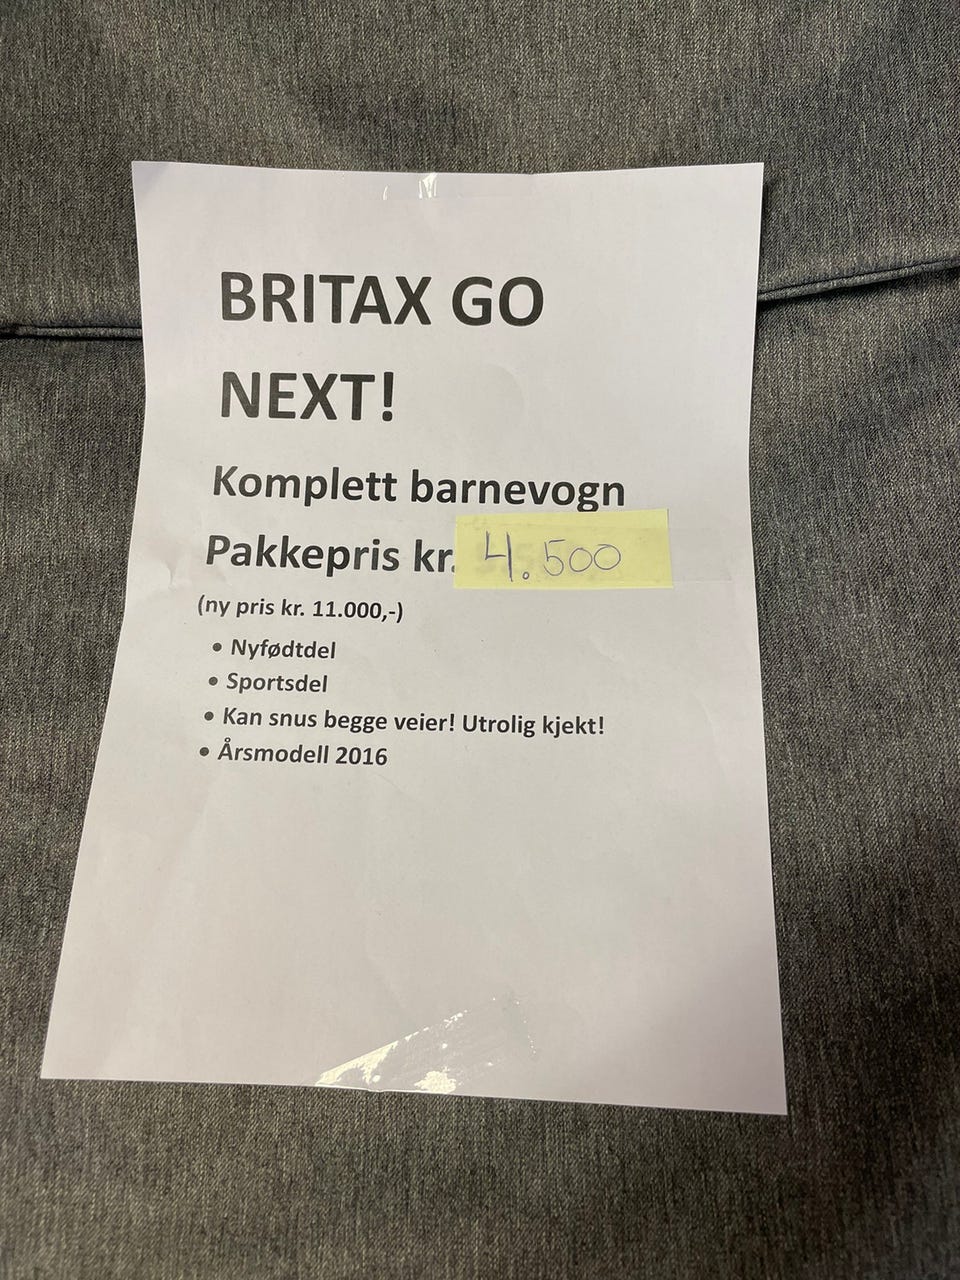 BRITAX GO
NEXT!
Komplett barnevogn
Pakkepris kr. 4.500
(ny pris kr. 11.000,-)
• Nyfødtdel
• Sportsdel
• Kan snus begge veier! Utrolig kjekt!
• Årsmodell 2016